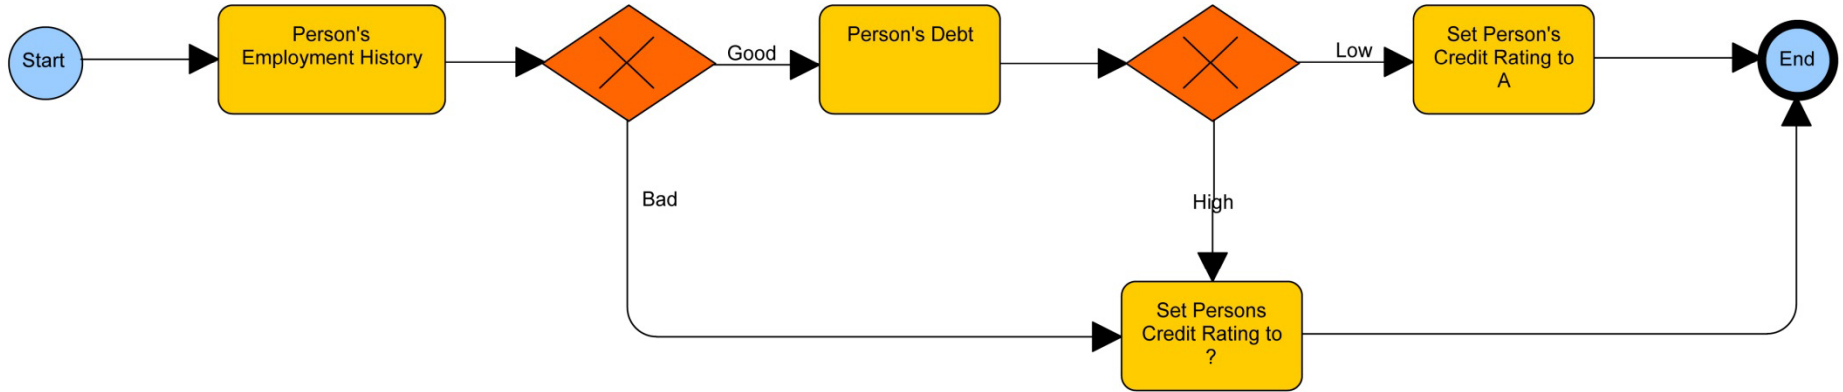 Start
Person's
Employment History
Good
Person's Debt
Low
Set Person's
Credit Rating to
A
End
Bad
High
Set Persons
Credit Rating to
?